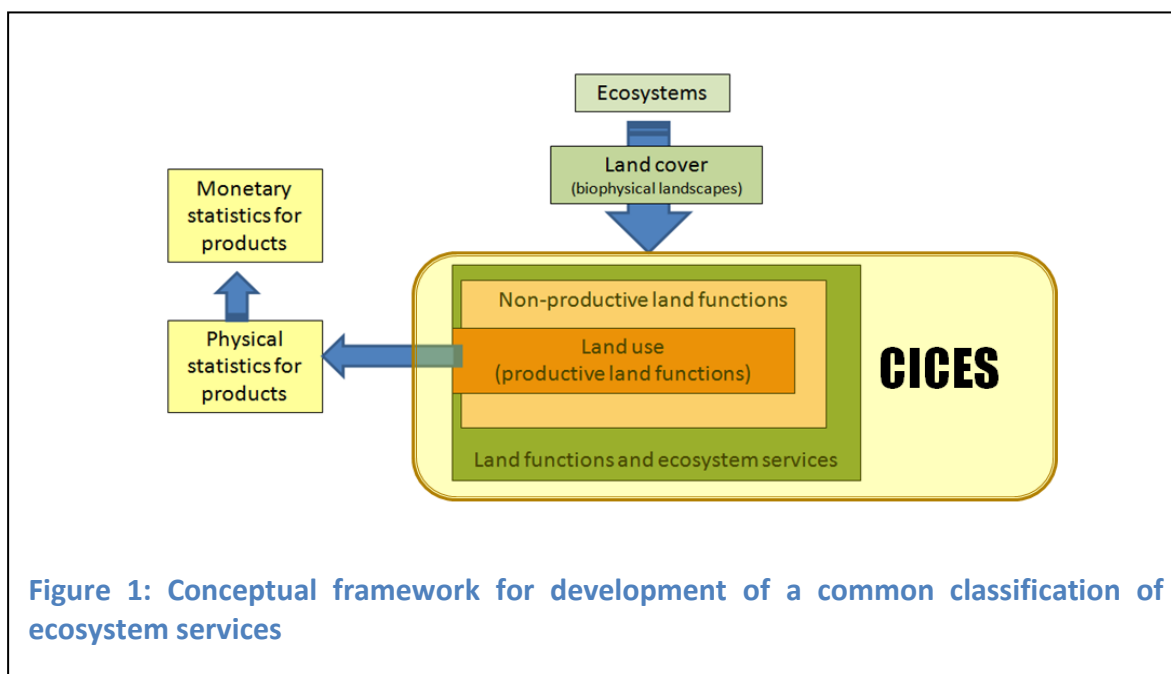 Ecosystems
Land cover
(biophysical landscapes)
Monetary
statistics for
products
Physical
statistics for
products
Non-productive land functions
Land use
(productive land functions)
Land functions and ecosystem services
CICES
Figure 1: Conceptual framework for development of a common classification of
ecosystem services